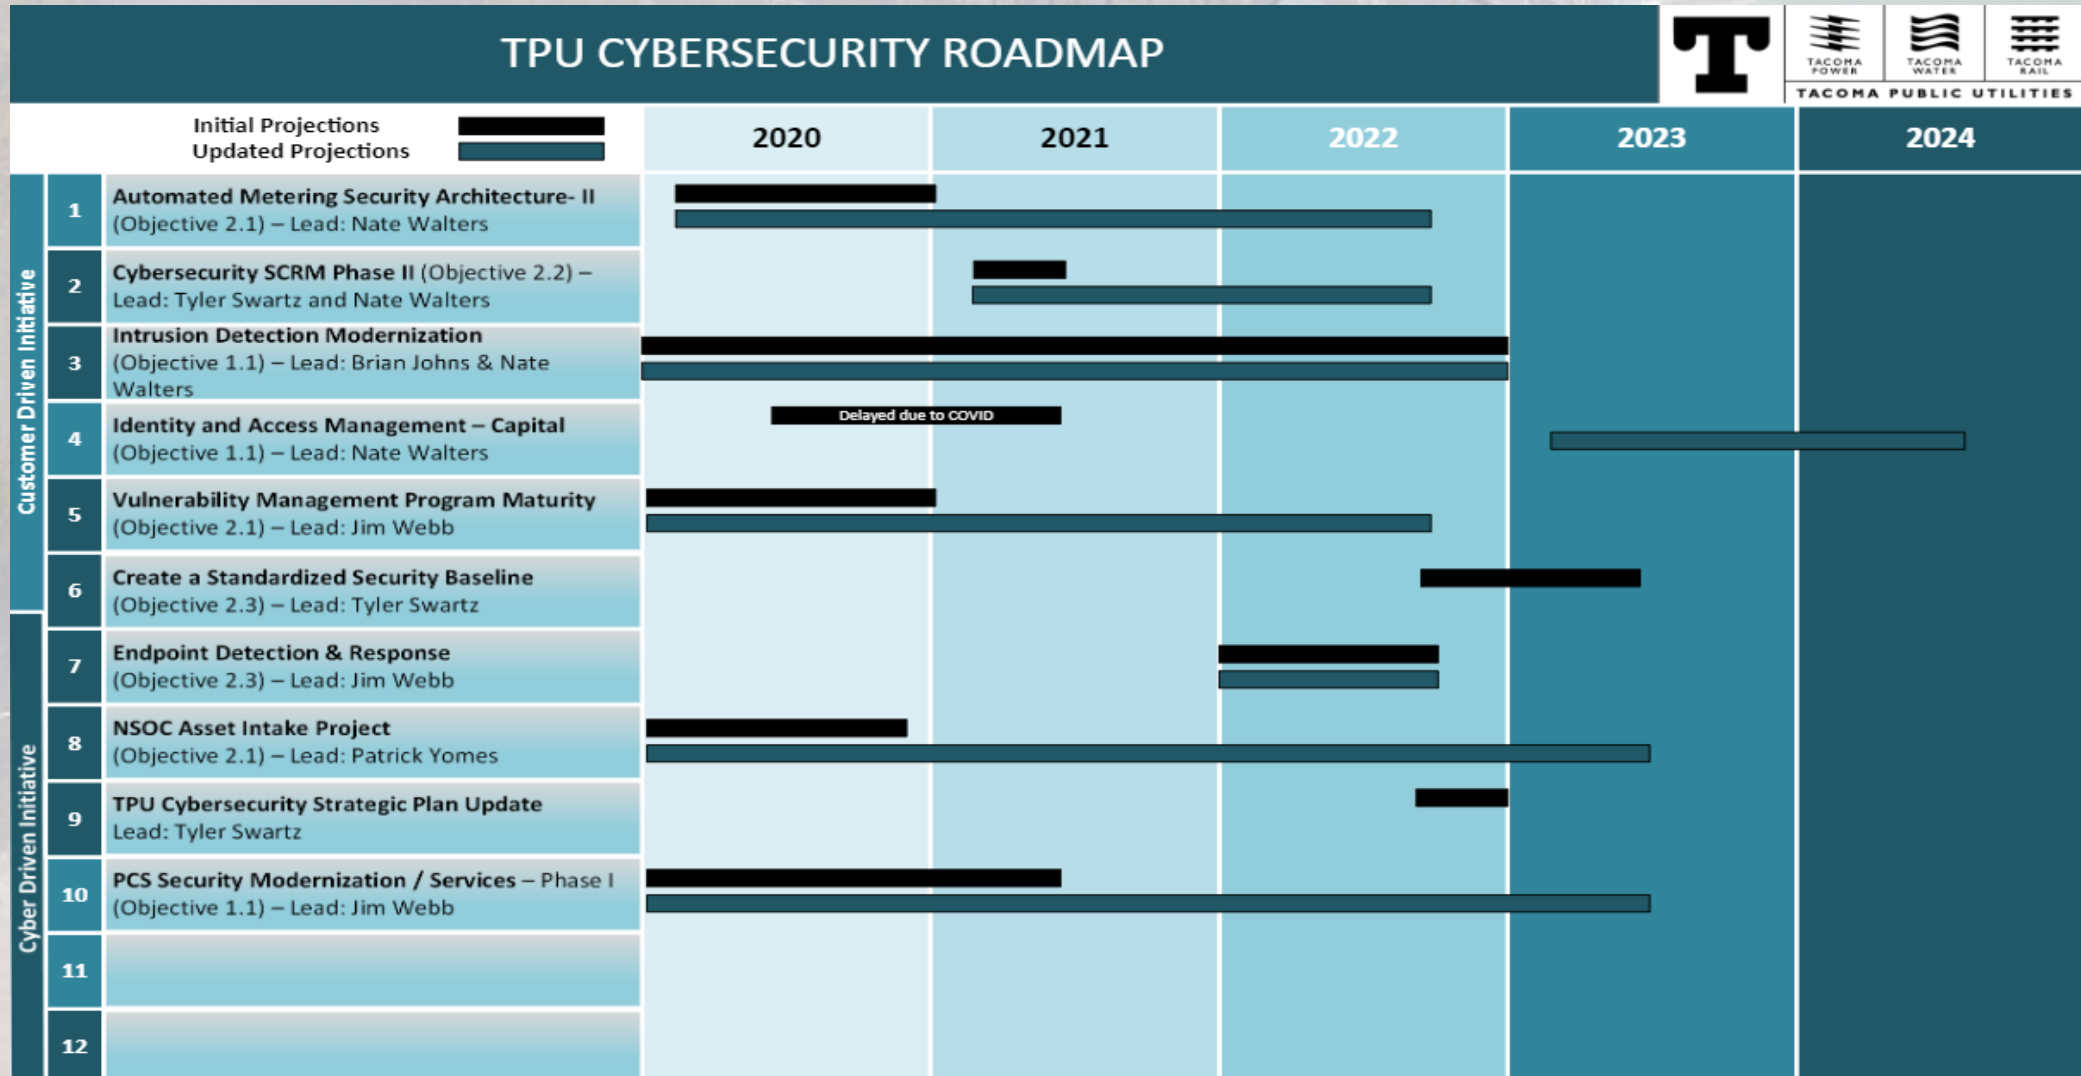 TPU CYBERSECURITY ROADMAP
TACOMA
POWER
TACOMA
WATER
TACOMA
RAIL
TACOMA PUBLIC UTILITIES
Initial Projections
Updated Projections
2020
2021
2022
2023
2024
Customer Driven Initiative
1
Automated Metering Security Architecture- II
(Objective 2.1) – Lead: Nate Walters
2
Cybersecurity SCRM Phase II (Objective 2.2) –
Lead: Tyler Swartz and Nate Walters
3
Intrusion Detection Modernization
(Objective 1.1) – Lead: Brian Johns & Nate
Walters
4
Identity and Access Management – Capital
(Objective 1.1) – Lead: Nate Walters
Delayed due to COVID
5
Vulnerability Management Program Maturity
(Objective 2.1) – Lead: Jim Webb
6
Create a Standardized Security Baseline
(Objective 2.3) – Lead: Tyler Swartz
Cyber Driven Initiative
7
Endpoint Detection & Response
(Objective 2.3) – Lead: Jim Webb
8
NSOC Asset Intake Project
(Objective 2.1) – Lead: Patrick Yomes
9
TPU Cybersecurity Strategic Plan Update
Lead: Tyler Swartz
10
PCS Security Modernization / Services – Phase I
(Objective 1.1) – Lead: Jim Webb
11
12